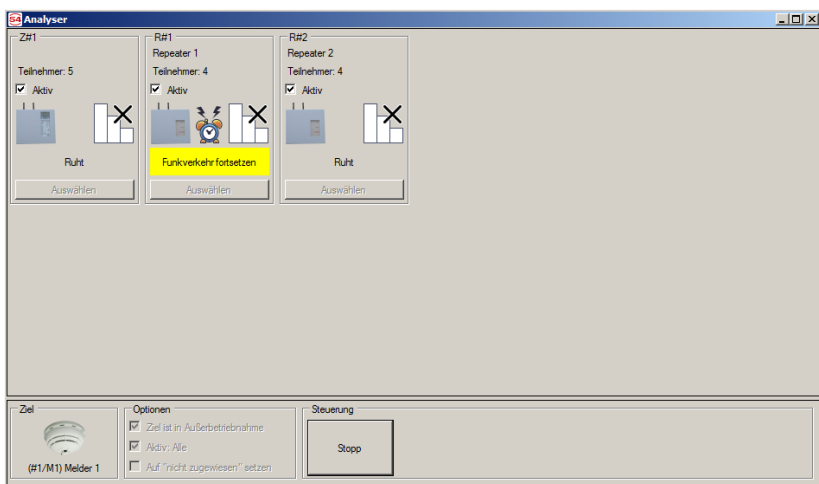 S4 Analyser
Z#1
Teilnehmer: 5
Aktiv
Ruht
Auswählen
R#1
Repeater 1
Teilnehmer: 4
Aktiv
Funkverkehr fortsetzen
Auswählen
R#2
Repeater 2
Teilnehmer: 4
Aktiv
Ruht
Auswählen
Ziel
(#1/M1) Melder 1
Optionen
Ziel ist in Außerbetriebnahme
Aktiv: Alle
Auf "nicht zugewiesen" setzen
Steuerung
Stopp